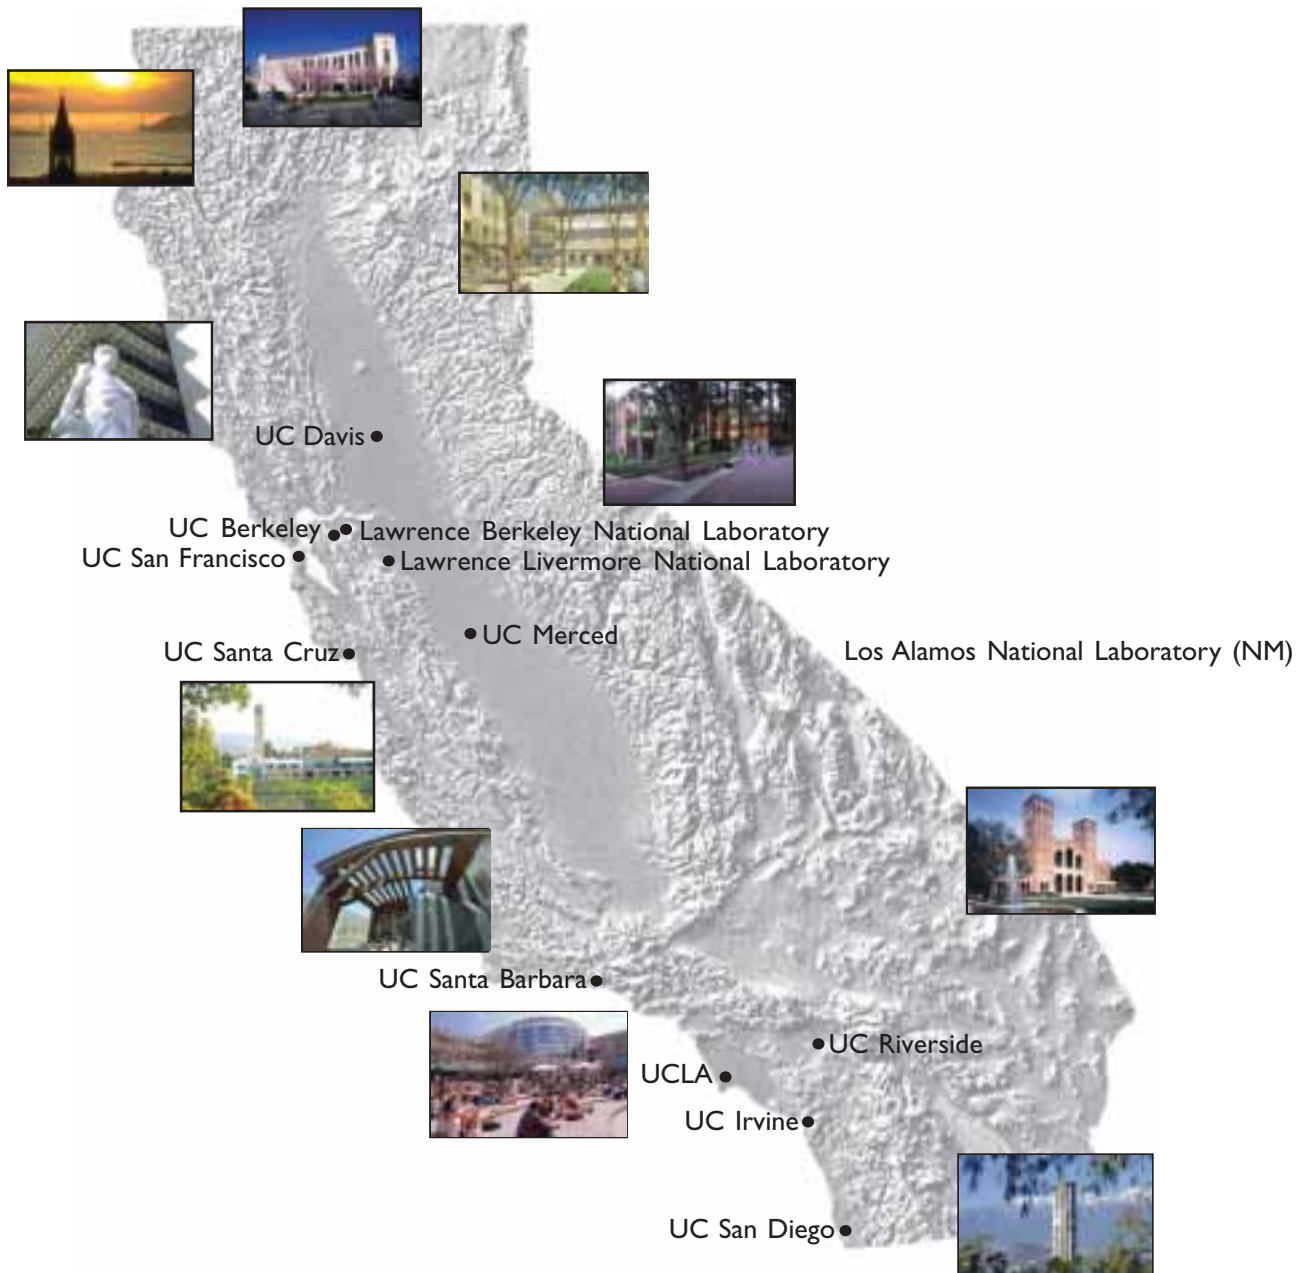 UC Davis
UC Berkeley
Lawrence Berkeley National Laboratory
UC San Francisco
Lawrence Livermore National Laboratory
UC Merced
UC Santa Cruz
Los Alamos National Laboratory (NM)
UC Santa Barbara
UC Riverside
UCLA
UC Irvine
UC San Diego